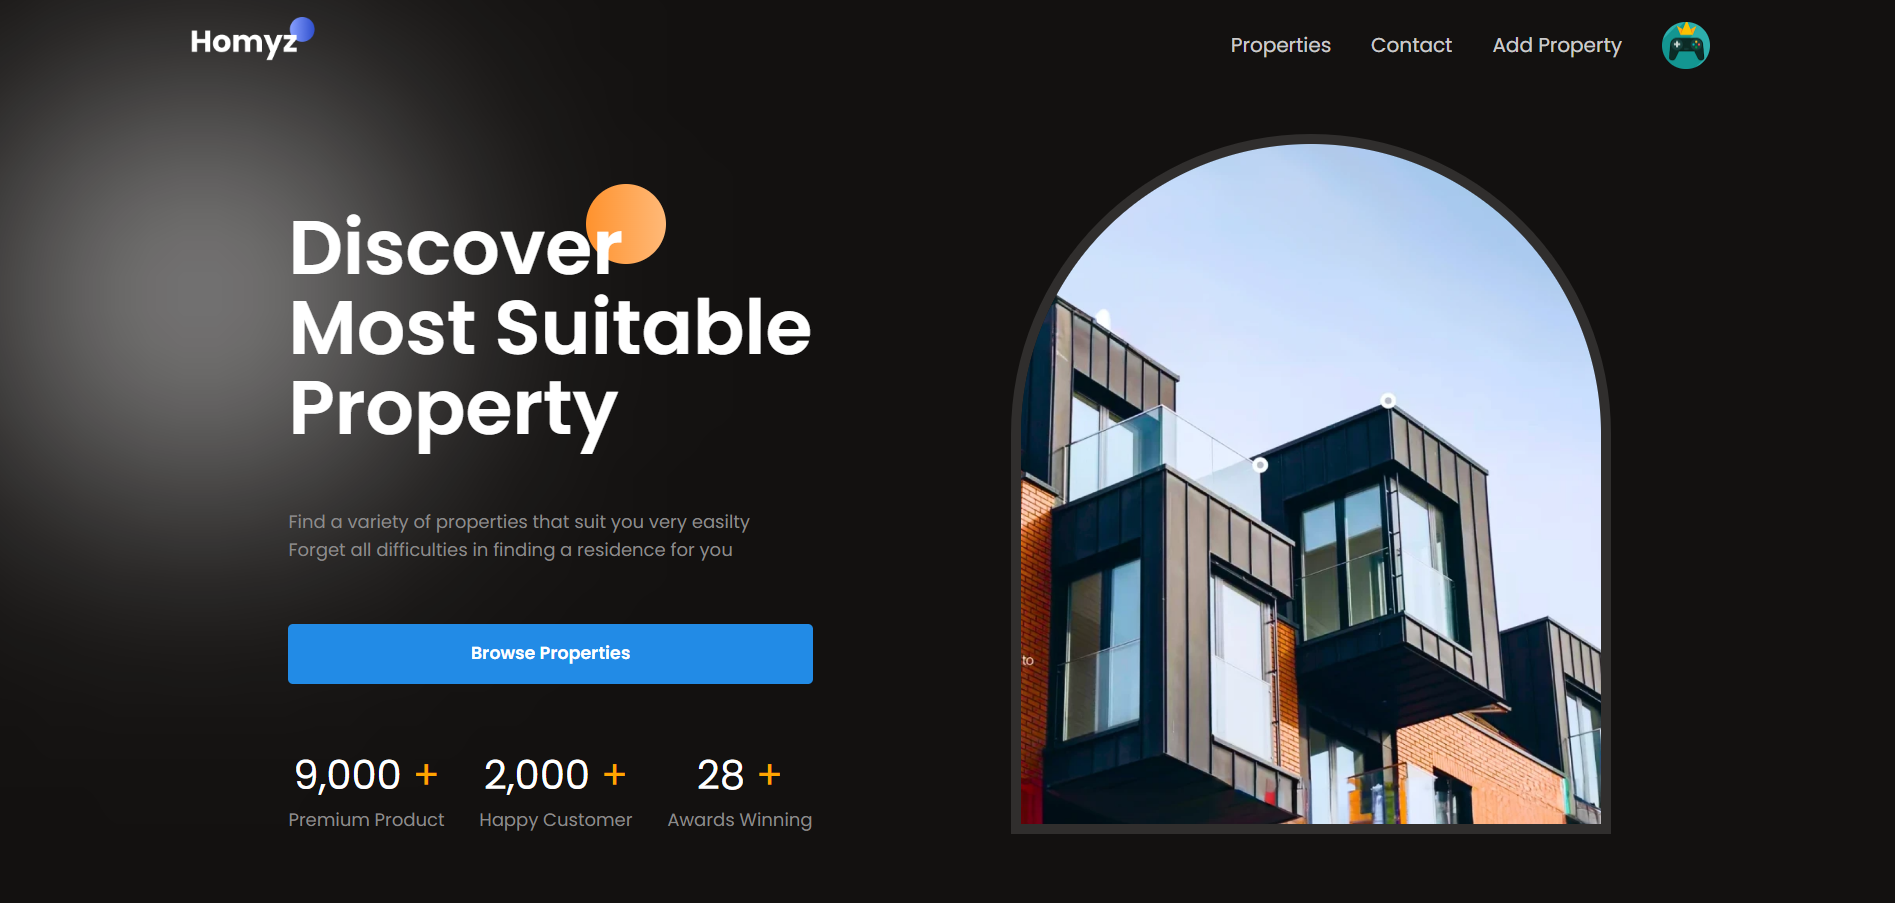 Homyz
Properties
Contact
Add Property
Discover
Most Suitable
Property
Find a variety of properties that suit you very easilty
Forget all difficulties in finding a residence for you
Browse Properties
9,000 +
2,000 +
28 +
Premium Product
Happy Customer
Awards Winning
to